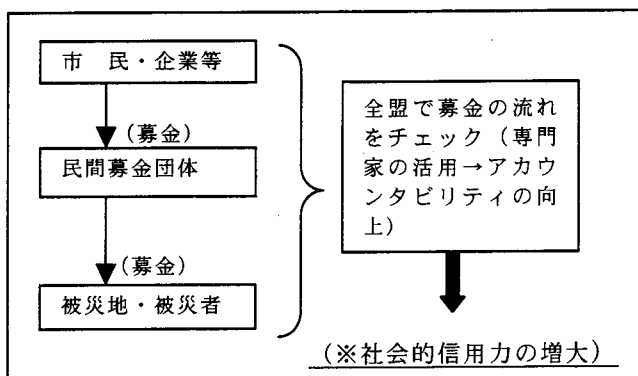 市　民・企業等
(募金)
民間募金団体
(募金)
被災地・被災者
全盟で募金の流れ
をチェック（専門
家の活用→アカウ
ンタビリティの向
上）
(※社会的信用力の増大)